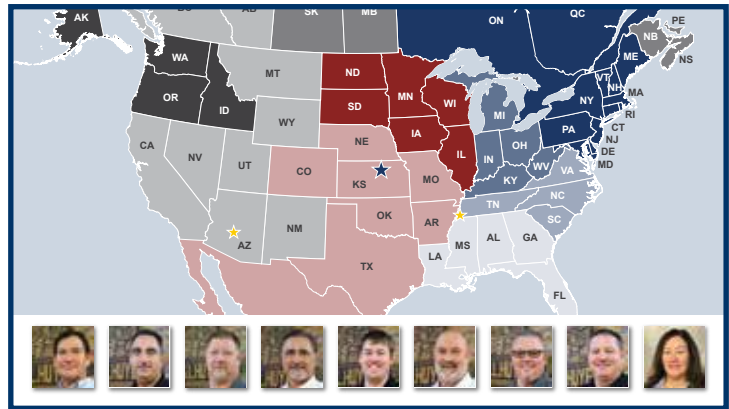 AK
SK
MB
ON
QC
PE
NB
NS
WA
MT
ND
MN
ME
OR
ID
SD
WI
VT
NH
MA
WY
MI
NY
RI
CT
NE
IA
PA
NJ
CA
NV
UT
CO
IL
IN
OH
DE
MD
KS
MO
WV
VA
KY
NC
TN
OK
AR
SC
AZ
NM
MS
AL
GA
LA
TX
FL